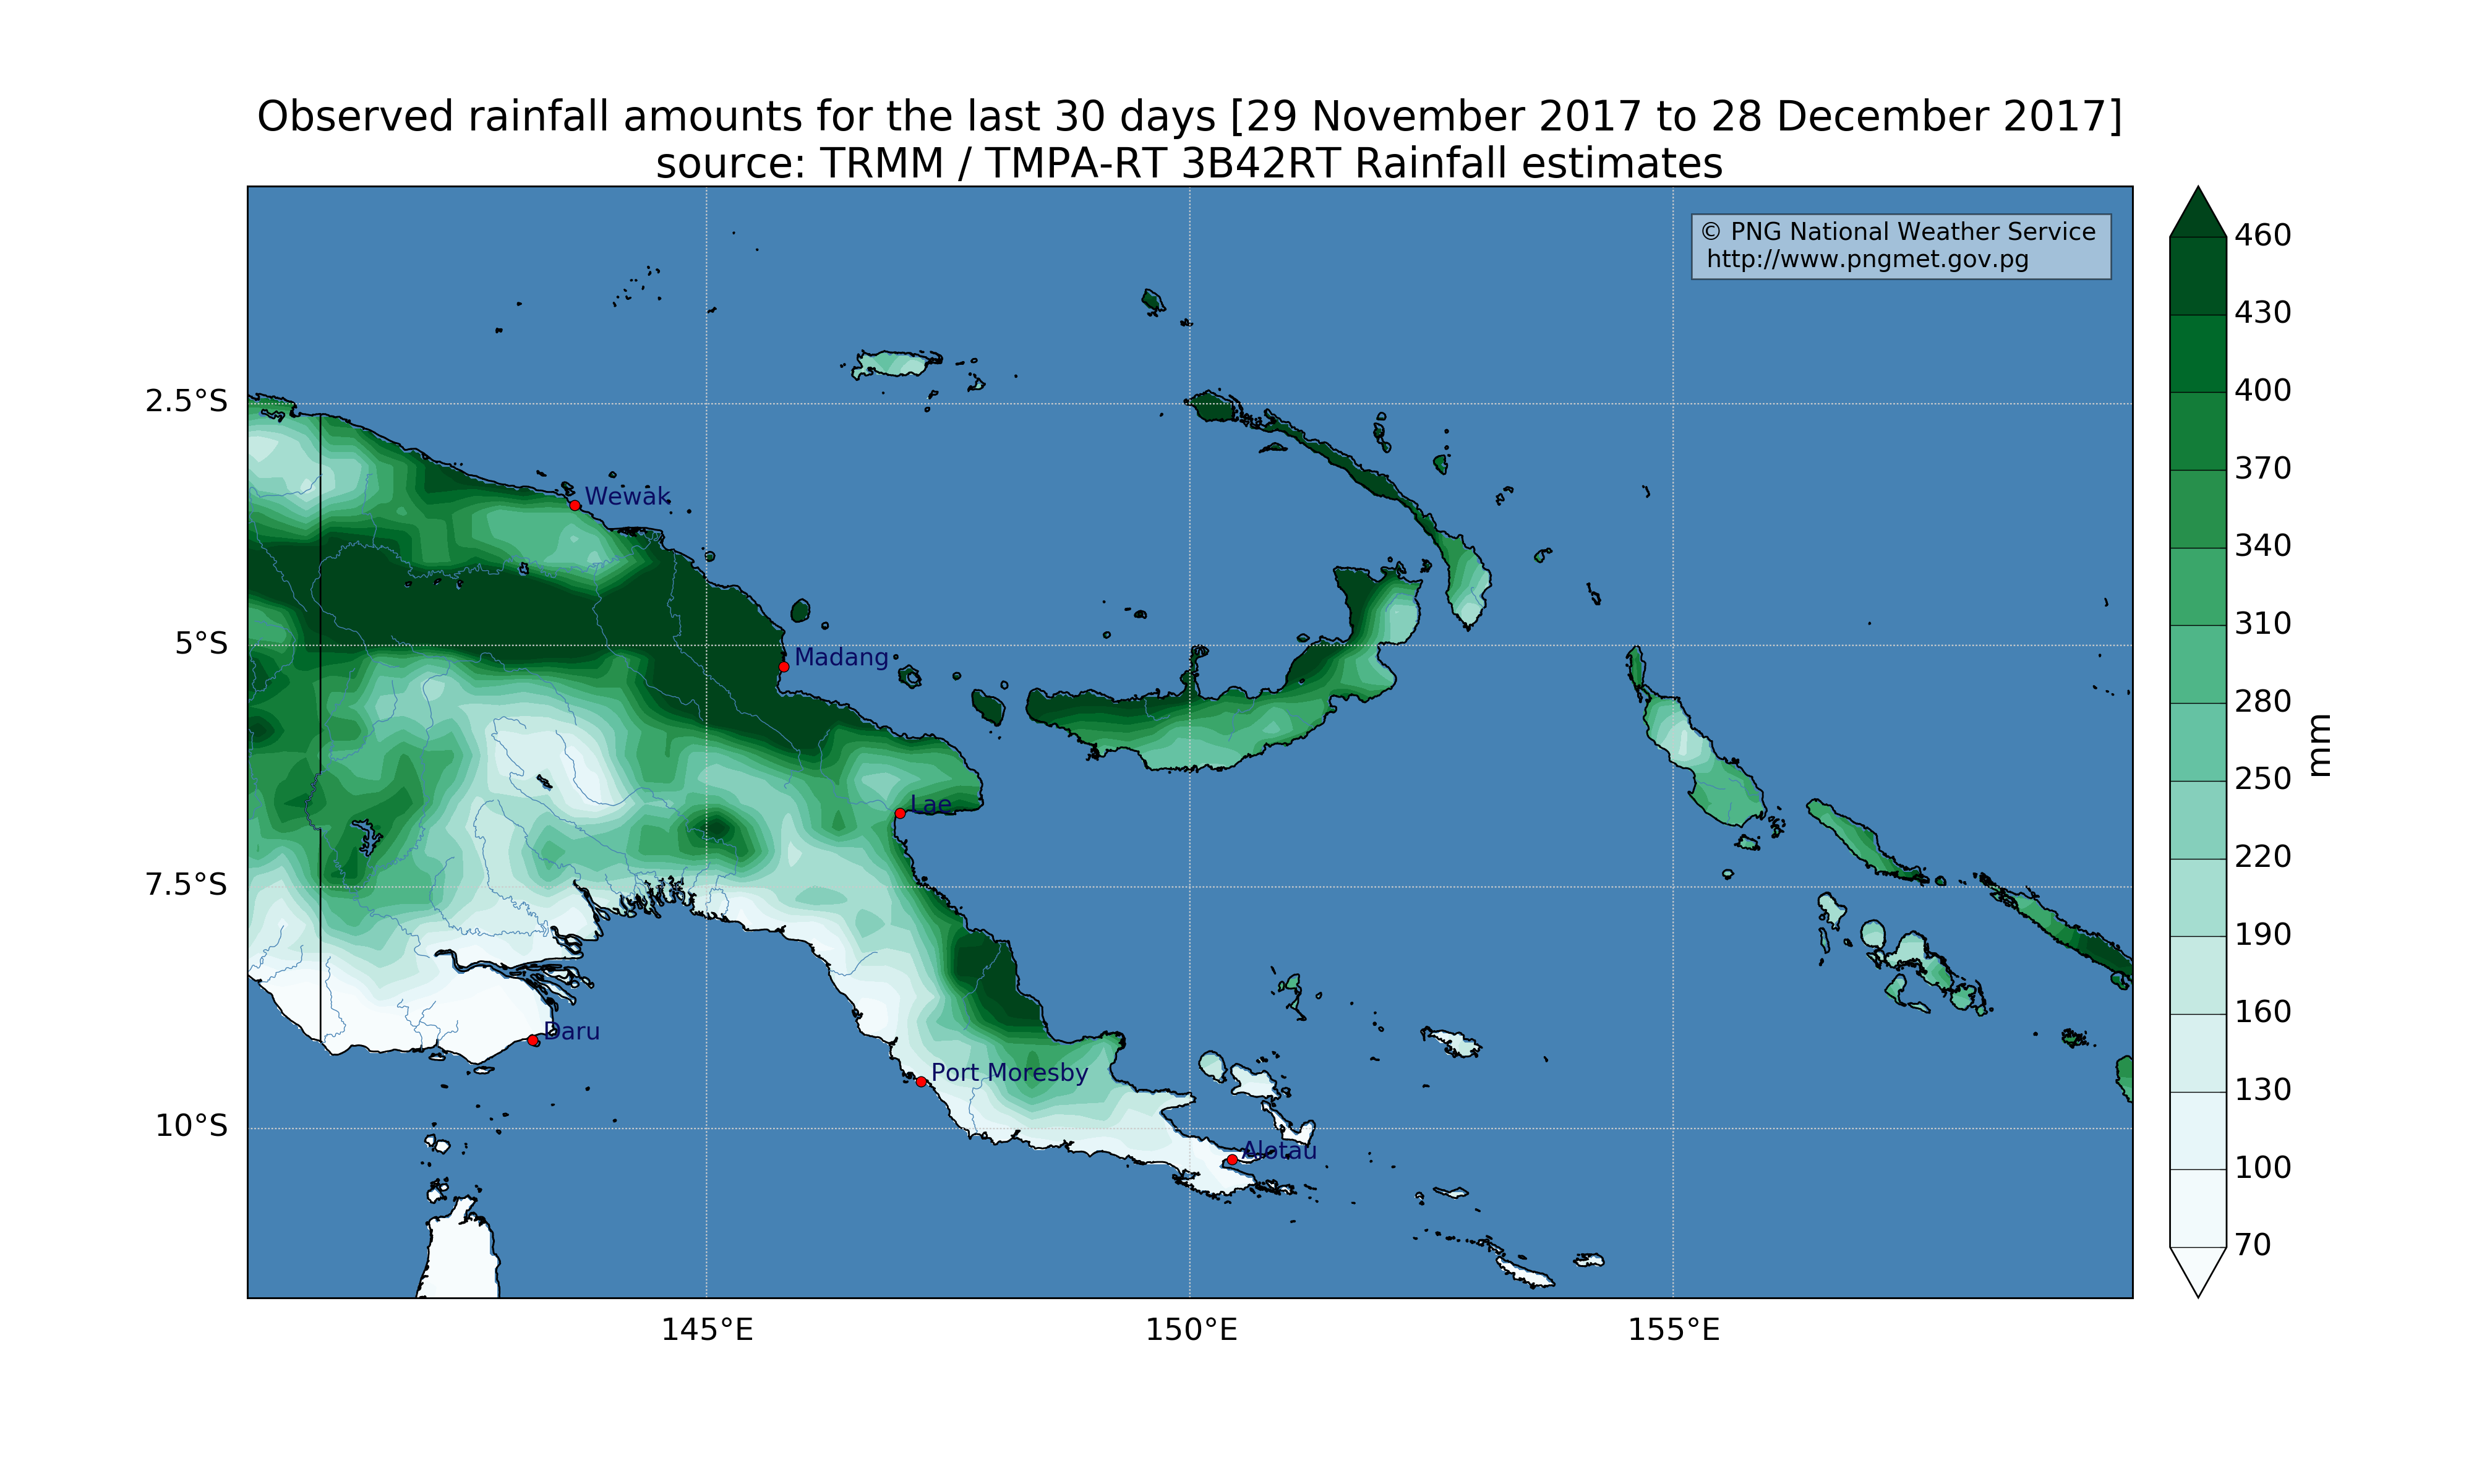 Observed rainfall amounts for the last 30 days [29 November 2017 to 28 December 2017]
source: TRMM / TMPA-RT 3B42RT Rainfall estimates
© PNG National Weather Service
http://www.pngmet.gov.pg
460
430
400
370
340
310
280
250
220
190
160
130
100
70
mm
2.5°S
5°S
7.5°S
10°S
Wewak
Madang
Lae
Daru
Port Moresby
Alotau
145°E
150°E
155°E